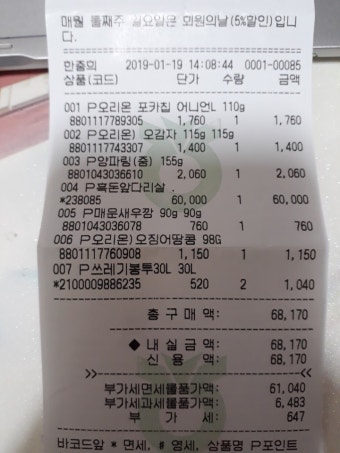 매월 둘째주 일요일은 회원의날(5%할인)입니
다.
한줌의 2019-01-19 14:08:44 0001-00085
상품(코드) 단가 수량 금액
001 P오리온 포카칩 어니언L 110g
8801117789305 1,760 1 1,760
002 P오리온) 오감자 115g 115g
8801117743307 1,400 1 1,400
003 P양파링(줌) 155g
8801043036610 2,060 1 2,060
004 P흑돈앞다리살 .
*238085 60,000 1 60,000
005 P매운새우깡 90g 90g
8801043036078 760 1 760
006 P오리온) 오징어땅콩 98G
8801117760908 1,150 1 1,150
007 P쓰레기봉투30L 30L
*2100009886235 520 2 1,040
총 구 매 액: 68,170
◆ 내 실 금 액: 68,170
신 용 액: 68,170
부가세면세물품가액: 61,040
부가세과세물품가액: 6,483
부 가 세: 647
바코드앞 * 면세, # 영세, 상품명 P포인트